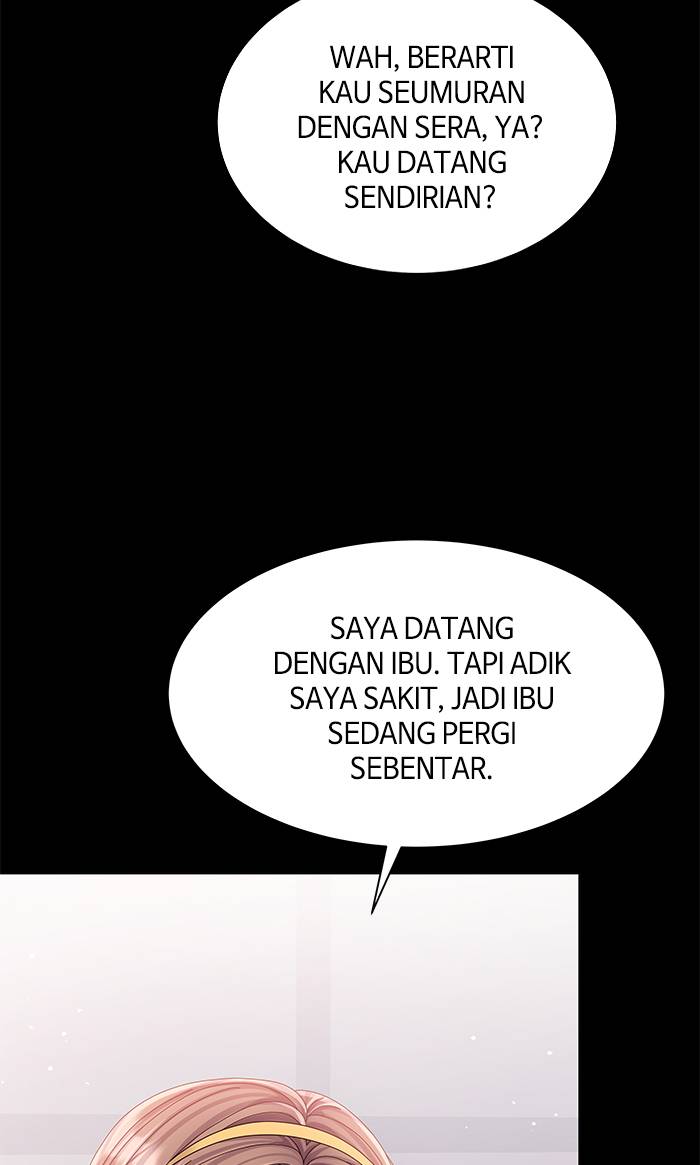 WAH, BERARTI
KAU SEUMURAN
DENGAN SERA, YA?
KAU DATANG
SENDIRIAN?
SAYA DATANG
DENGAN IBU. TAPI ADIK
SAYA SAKIT, JADI IBU
SEDANG PERGI
SEBENTAR.